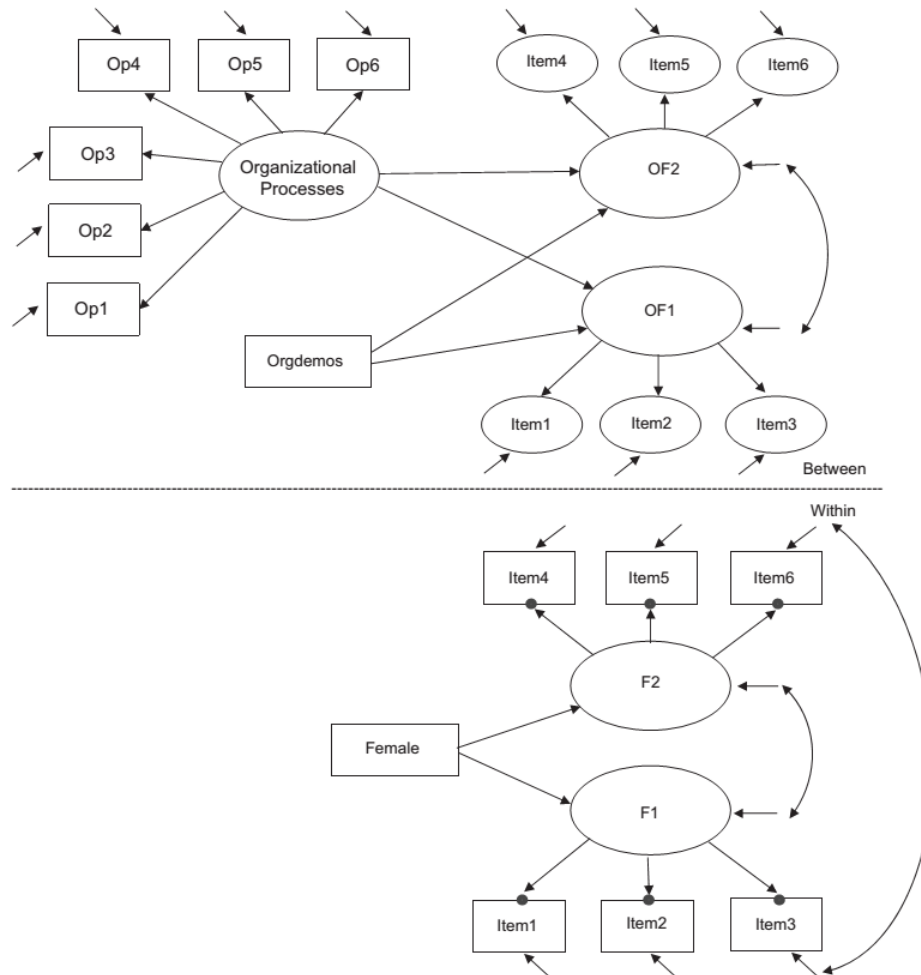 Op4
Op5
Op6
Item4
Item5
Item6
Op3
Organizational
Processes
OF2
Op2
Op1
OF1
Orgdemos
Item1
Item2
Item3
Between
Within
Item4
Item5
Item6
F2
Female
F1
Item1
Item2
Item3